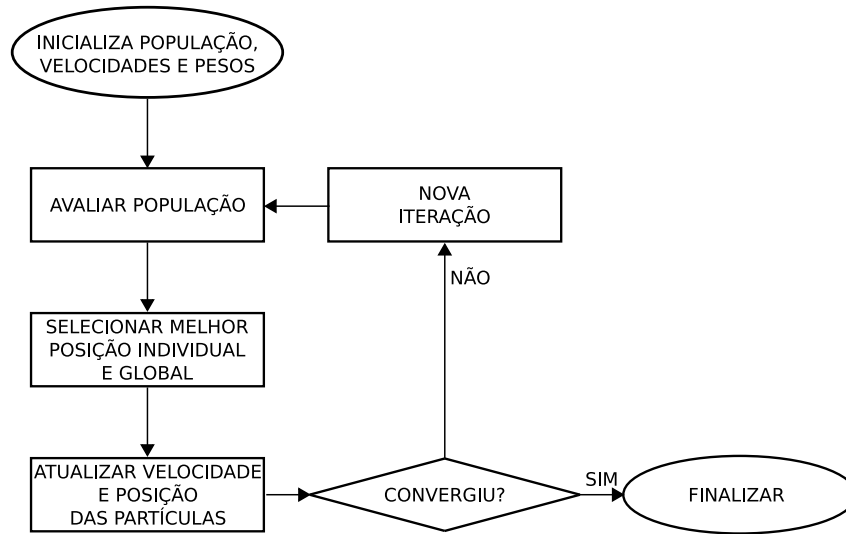 INICIALIZA POPULAÇÃO,
VELOCIDADES E PESOS
AVALIAR POPULAÇÃO
NOVA
ITERAÇÃO
NÃO
SELECIONAR MELHOR
POSIÇÃO INDIVIDUAL
E GLOBAL
ATUALIZAR VELOCIDADE
E POSIÇÃO
DAS PARTÍCULAS
CONVERGIU?
SIM
FINALIZAR